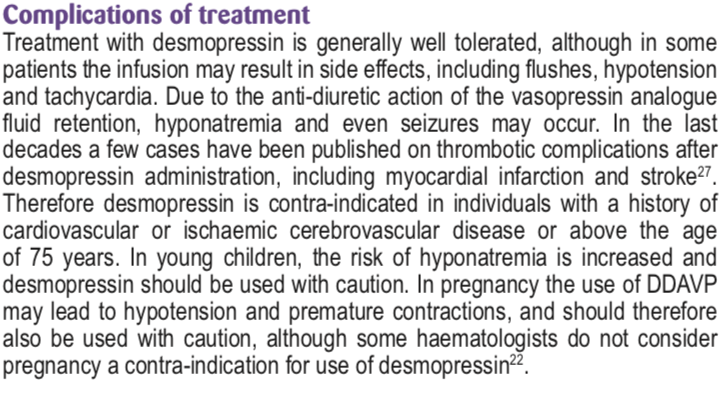 Complications of treatment
Treatment with desmopressin is generally well tolerated, although in some
patients the infusion may result in side effects, including flushes, hypotension
and tachycardia. Due to the anti-diuretic action of the vasopressin analogue
fluid retention, hyponatremia and even seizures may occur. In the last
decades a few cases have been published on thrombotic complications after
desmopressin administration, including myocardial infarction and stroke²⁷.
Therefore desmopressin is contra-indicated in individuals with a history of
cardiovascular or ischaemic cerebrovascular disease or above the age
of 75 years. In young children, the risk of hyponatremia is increased and
desmopressin should be used with caution. In pregnancy the use of DDAVP
may lead to hypotension and premature contractions, and should therefore
also be used with caution, although some haematologists do not consider
pregnancy a contra-indication for use of desmopressin²².